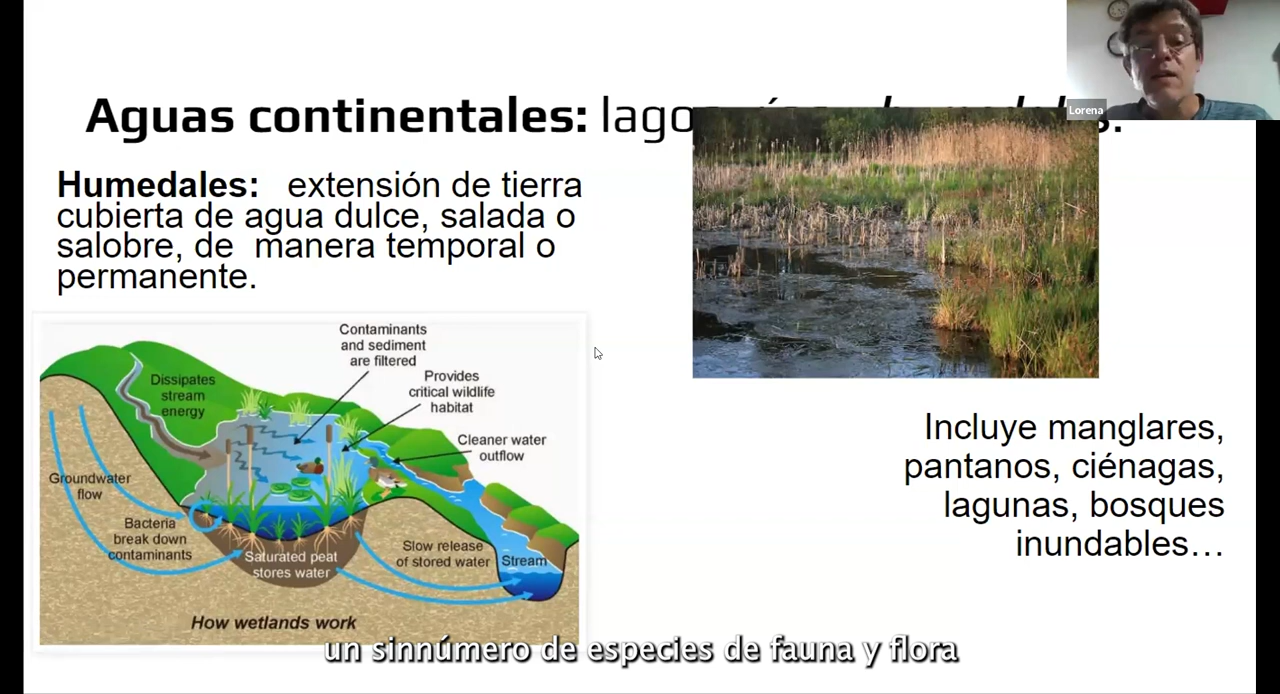 Lorena
Aguas continentales:
Humedales: extensión de tierra
cubierta de agua dulce, salada o
salobre, de manera temporal o
permanente.
Contaminants
and sediment
are filtered
Provides
critical wildlife
habitat
Dissipates
stream
energy
Cleaner water
outflow
Groundwater
flow
Bacteria
break down
contaminants
Saturated peat
stores water
Slow release
of stored water
Stream
How wetlands work
Incluye manglares,
pantanos, ciénagas,
lagunas, bosques
inundables…
un sinnúmero de especies de fauna y flora